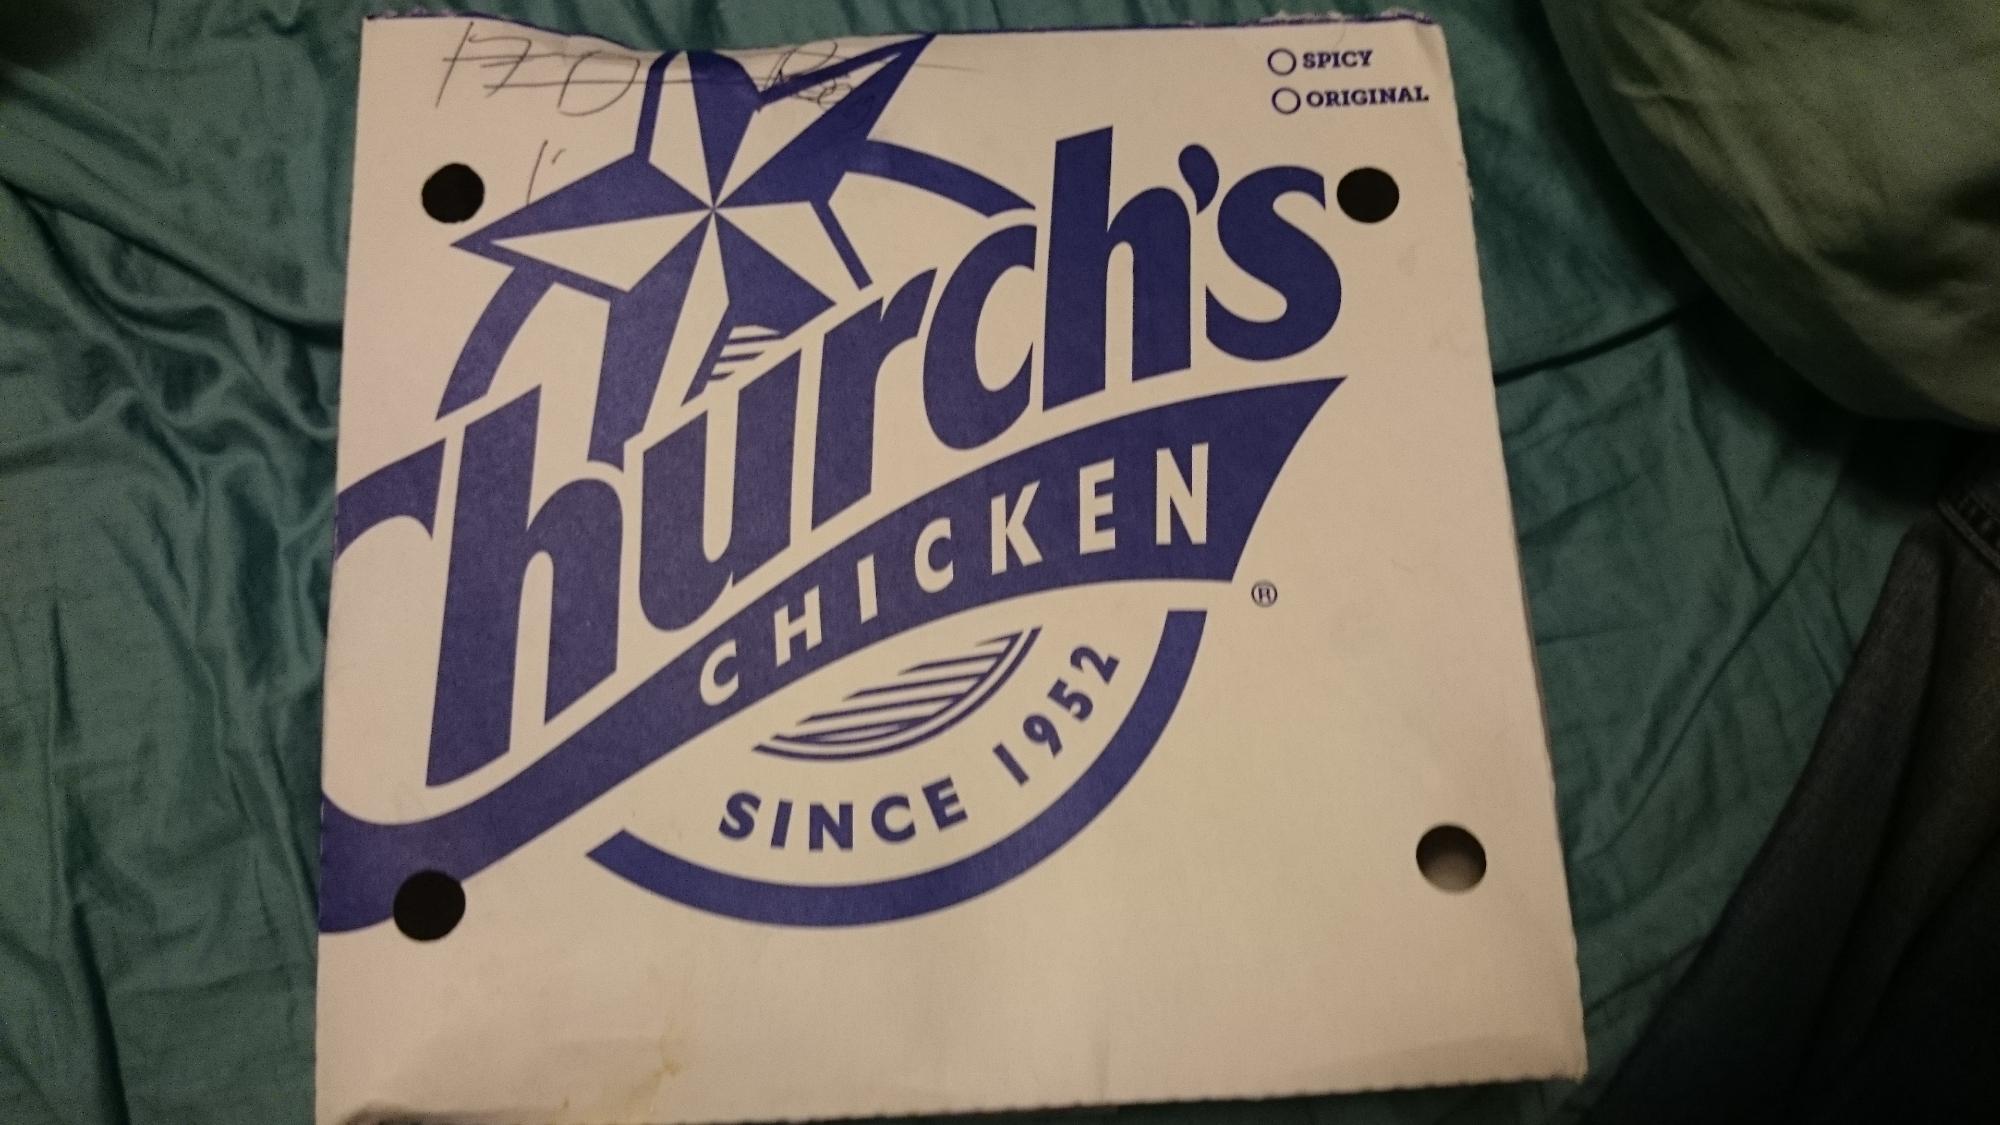 SPICY
ORIGINAL
Church's
CHICKEN
®
SINCE 1952